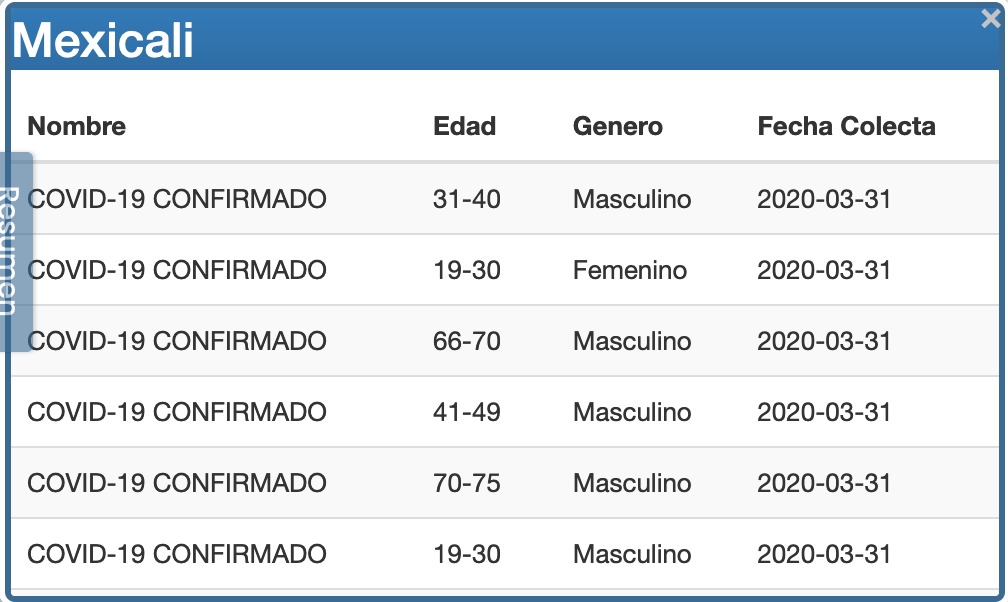 Mexicali
Nombre Edad Genero Fecha Colecta
COVID-19 CONFIRMADO 31-40 Masculino 2020-03-31
COVID-19 CONFIRMADO 19-30 Femenino 2020-03-31
COVID-19 CONFIRMADO 66-70 Masculino 2020-03-31
COVID-19 CONFIRMADO 41-49 Masculino 2020-03-31
COVID-19 CONFIRMADO 70-75 Masculino 2020-03-31
COVID-19 CONFIRMADO 19-30 Masculino 2020-03-31
Resumen